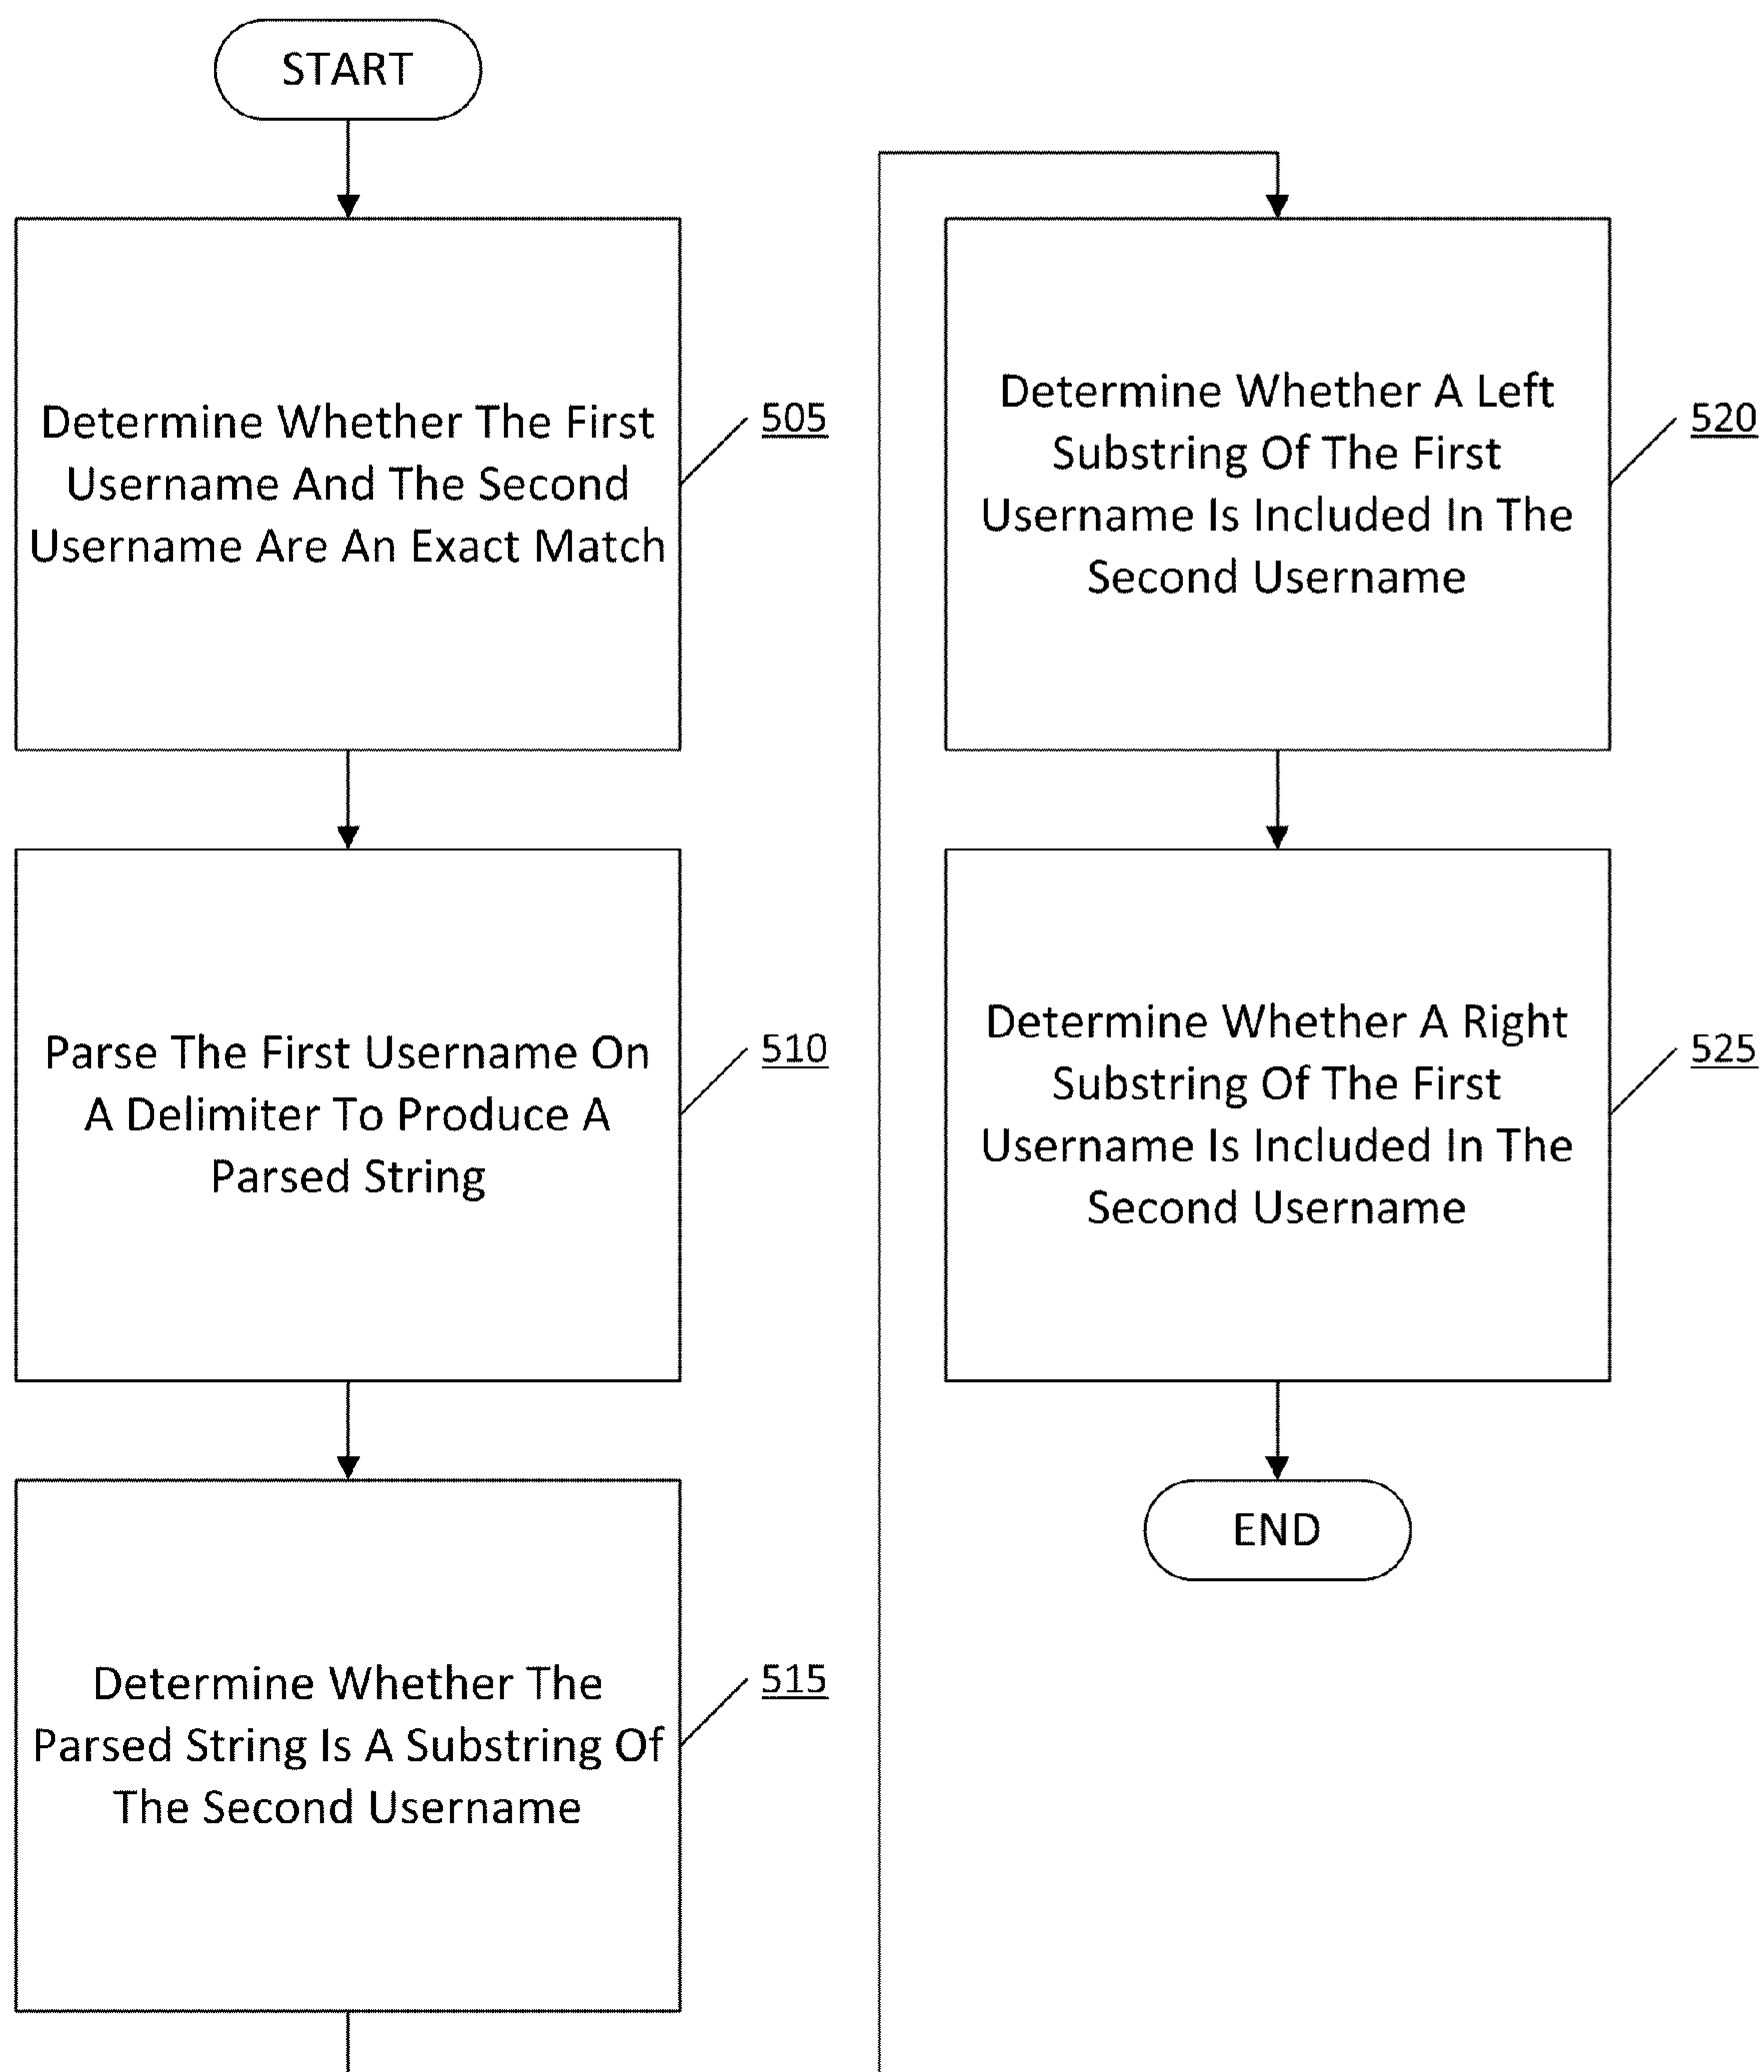 START
Determine Whether The First
Username And The Second
Username Are An Exact Match
505
Parse The First Username On
A Delimiter To Produce A
Parsed String
510
Determine Whether The
Parsed String Is A Substring Of
The Second Username
515
Determine Whether A Left
Substring Of The First
Username Is Included In The
Second Username
520
Determine Whether A Right
Substring Of The First
Username Is Included In The
Second Username
525
END